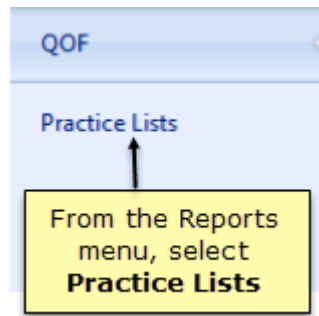 QOF
Practice Lists
From the Reports
menu, select
Practice Lists